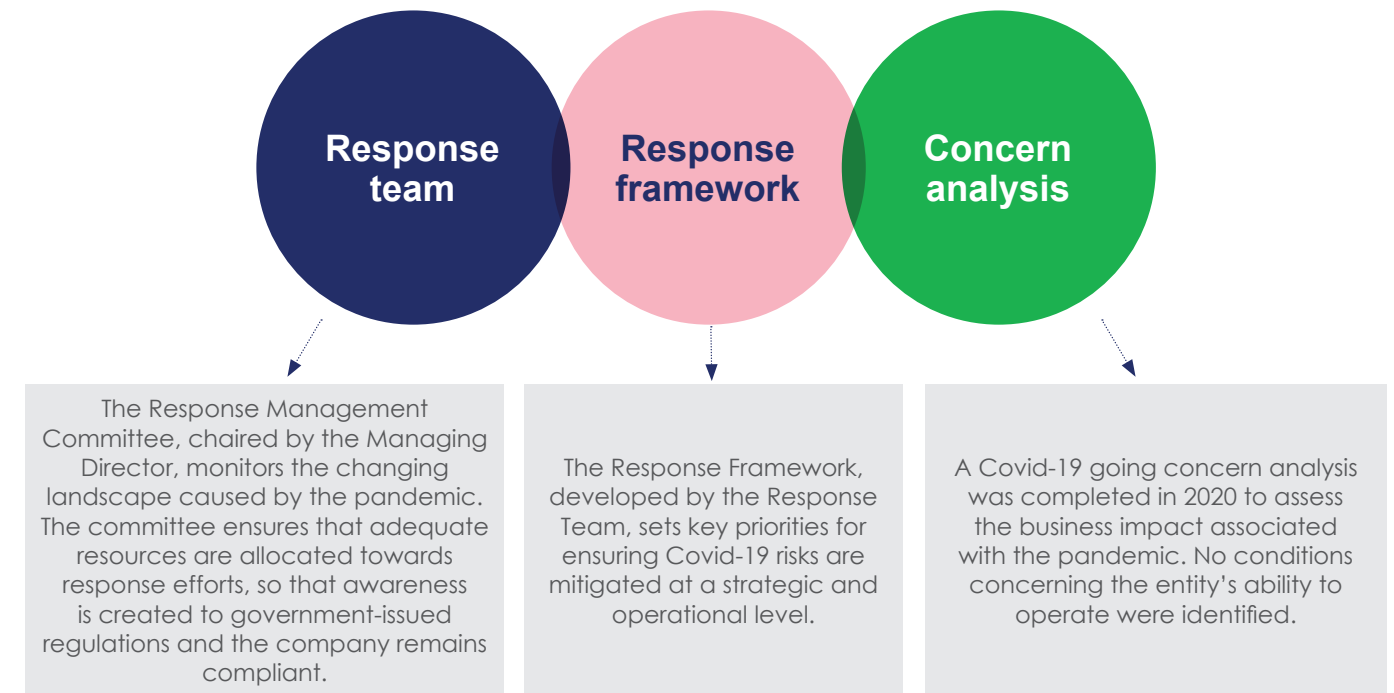 Response
team
Response
framework
Concern
analysis
The Response Management
Committee, chaired by the Managing
Director, monitors the changing
landscape caused by the pandemic.
The committee ensures that adequate
resources are allocated towards
response efforts, so that awareness
is created to government-issued
regulations and the company remains
compliant.
The Response Framework,
developed by the Response
Team, sets key priorities for
ensuring Covid-19 risks are
mitigated at a strategic and
operational level.
A Covid-19 going concern analysis
was completed in 2020 to assess
the business impact associated
with the pandemic. No conditions
concerning the entity’s ability to
operate were identified.